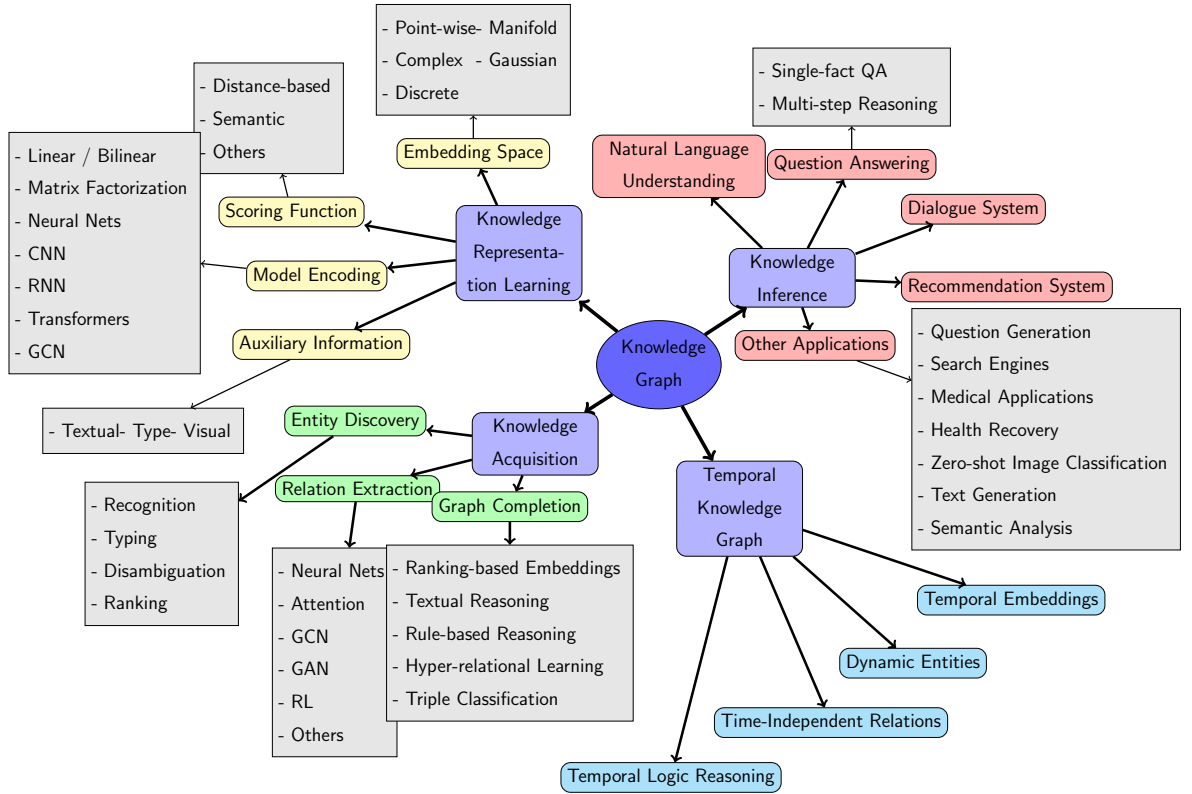 - Point-wise- Manifold
- Complex - Gaussian
- Discrete
- Single-fact QA
- Multi-step Reasoning
- Distance-based
- Semantic
- Others
- Linear / Bilinear
- Matrix Factorization
- Neural Nets
- CNN
- RNN
- Transformers
- GCN
Embedding Space
Scoring Function
Model Encoding
Auxiliary Information
- Textual- Type- Visual
Knowledge
Representa-
tion Learning
Natural Language
Understanding
Question Answering
Dialogue System
Recommendation System
Other Applications
Knowledge
Inference
- Question Generation
- Search Engines
- Medical Applications
- Health Recovery
- Zero-shot Image Classification
- Text Generation
- Semantic Analysis
Knowledge
Graph
Knowledge
Acquisition
Entity Discovery
Relation Extraction
Graph Completion
- Recognition
- Typing
- Disambiguation
- Ranking
- Neural Nets
- Attention
- GCN
- GAN
- RL
- Others
- Ranking-based Embeddings
- Textual Reasoning
- Rule-based Reasoning
- Hyper-relational Learning
- Triple Classification
Temporal
Knowledge
Graph
Temporal Embeddings
Dynamic Entities
Time-Independent Relations
Temporal Logic Reasoning